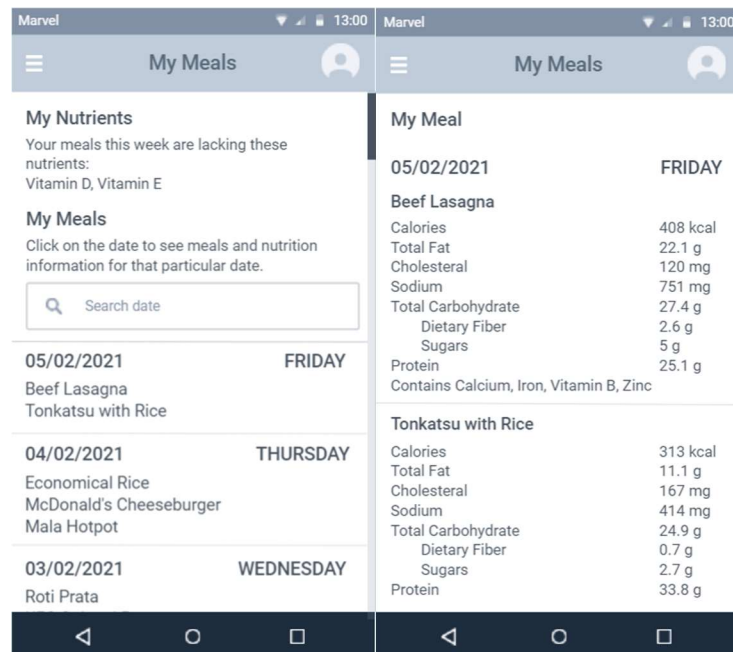 Marvel 13:00
My Meals
My Nutrients
Your meals this week are lacking these
nutrients:
Vitamin D, Vitamin E
My Meals
Click on the date to see meals and nutrition
information for that particular date.
Search date
05/02/2021 FRIDAY
Beef Lasagna
Tonkatsu with Rice
04/02/2021 THURSDAY
Economical Rice
McDonald's Cheeseburger
Mala Hotpot
03/02/2021 WEDNESDAY
Roti Prata
Marvel 13:00
My Meals
My Meal
05/02/2021 FRIDAY
Beef Lasagna
Calories 408 kcal
Total Fat 22.1 g
Cholesteral 120 mg
Sodium 751 mg
Total Carbohydrate 27.4 g
Dietary Fiber 2.6 g
Sugars 5 g
Protein 25.1 g
Contains Calcium, Iron, Vitamin B, Zinc
Tonkatsu with Rice
Calories 313 kcal
Total Fat 11.1 g
Cholesteral 167 mg
Sodium 414 mg
Total Carbohydrate 24.9 g
Dietary Fiber 0.7 g
Sugars 2.7 g
Protein 33.8 g